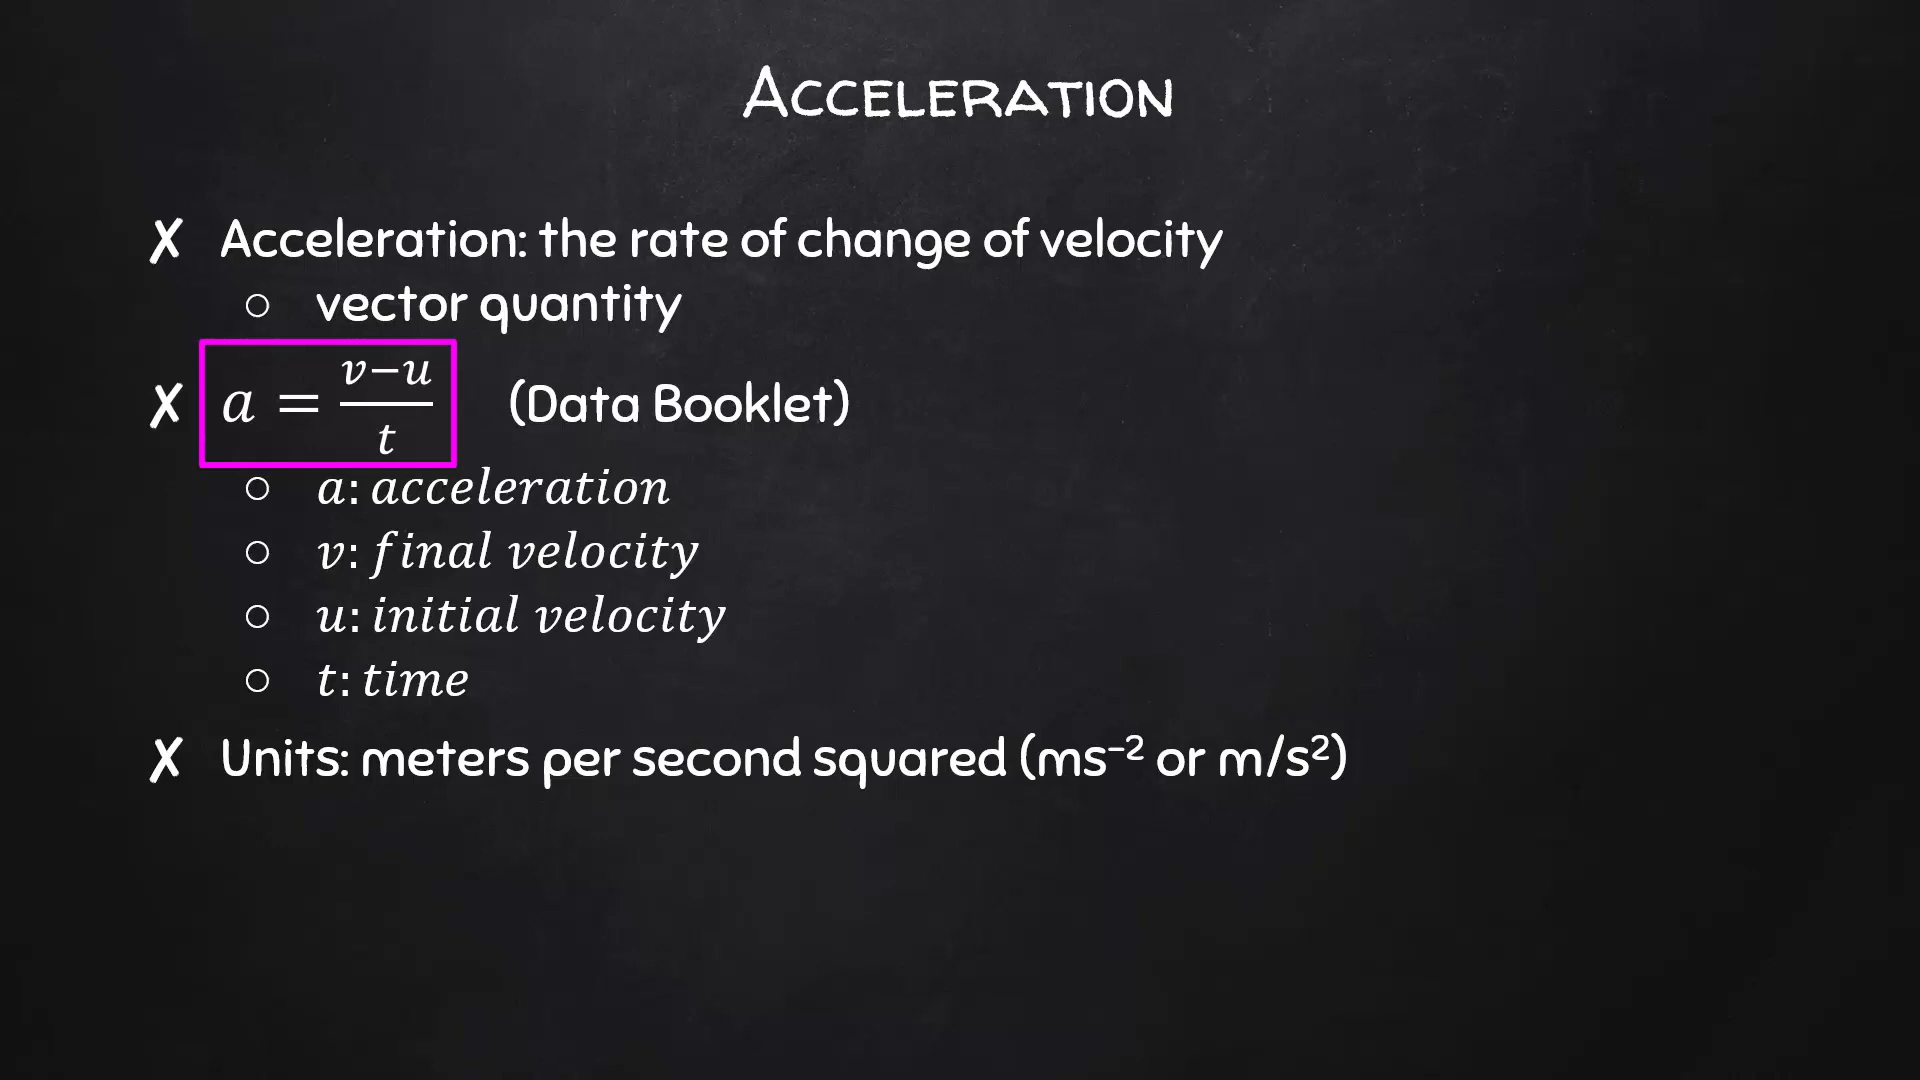 ACCELERATION
✗ Acceleration: the rate of change of velocity
○ vector quantity
✗ a = (v−u)/t (Data Booklet)
○ a: acceleration
○ v: final velocity
○ u: initial velocity
○ t: time
✗ Units: meters per second squared (ms⁻² or m/s²)